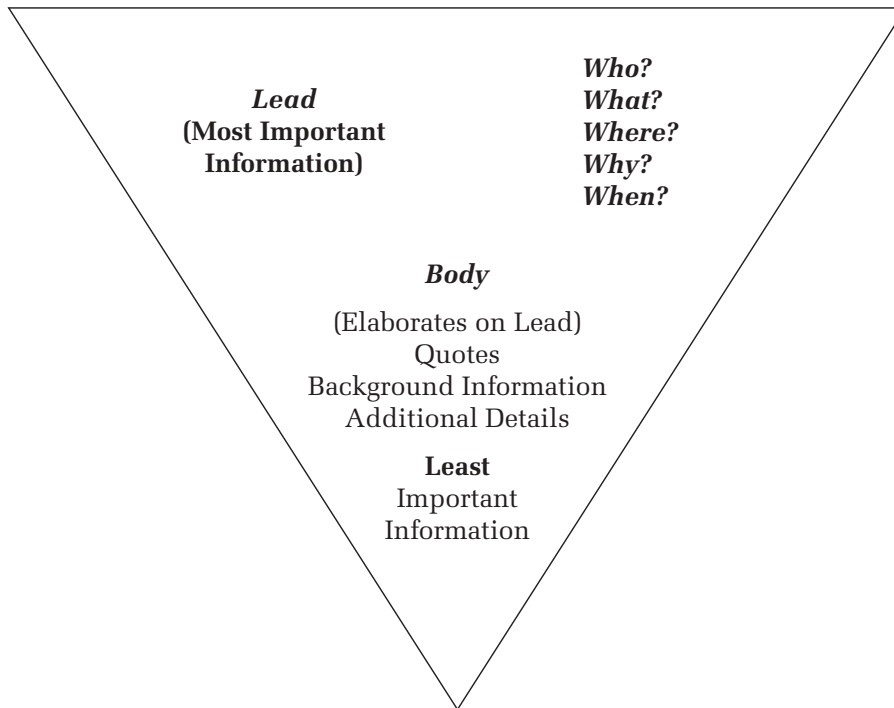 Lead
(Most Important
Information)
Who?
What?
Where?
Why?
When?
Body
(Elaborates on Lead)
Quotes
Background Information
Additional Details
Least
Important
Information